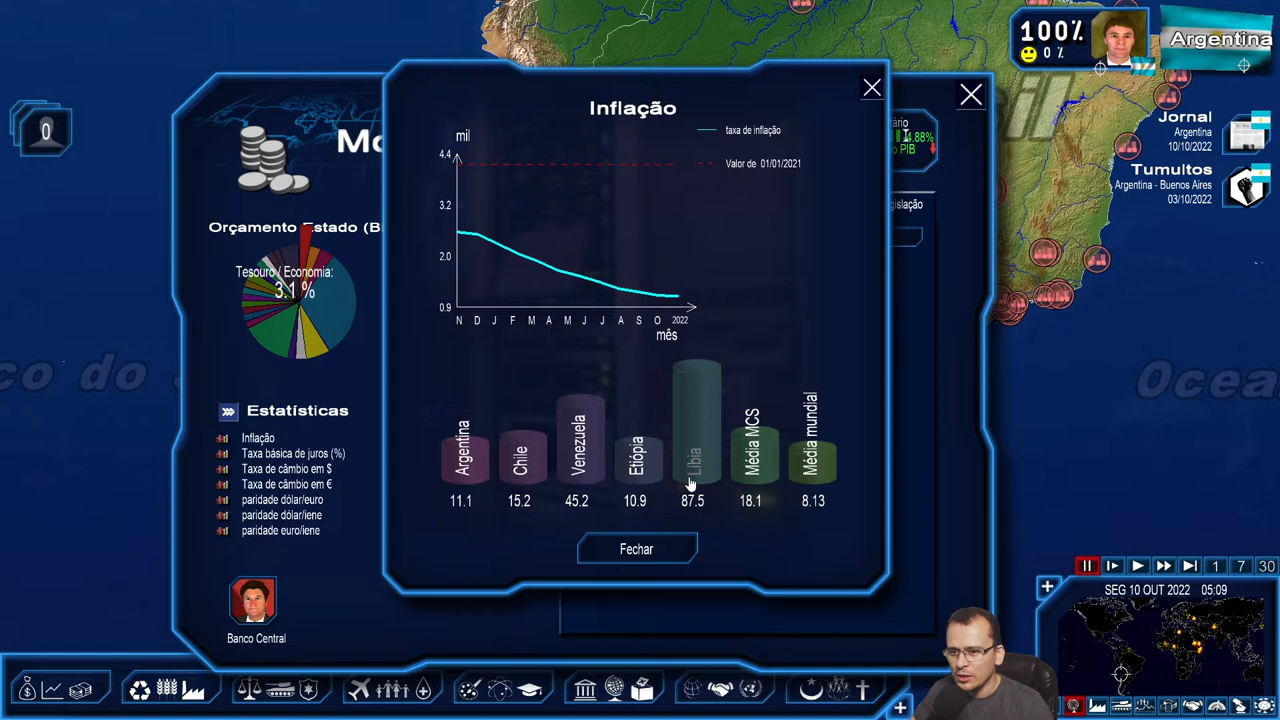 100%
0 %
Argentina
0
Mo
Orçamento Estado (B
Tesouro / Economia:
3.1 %
Estatísticas
Inflação
Taxa básica de juros (%)
Taxa de câmbio em $
Taxa de câmbio em €
paridade dólar/euro
paridade dólar/iene
paridade euro/iene
Banco Central
Inflação
mil
4.4
3.2
2.0
0.9
taxa de inflação
Valor de 01/01/2021
N D J F M A M J J A S O 2022
mês
Argentina
Chile
Venezuela
Etiópia
Líbia
Média MCS
Média mundial
11.1 15.2 45.2 10.9 87.5 18.1 8.13
Fechar
Jornal
Argentina
10/10/2022
Tumultos
Argentina - Buenos Aires
03/10/2022
1 7 30
SEG 10 OUT 2022 05:09